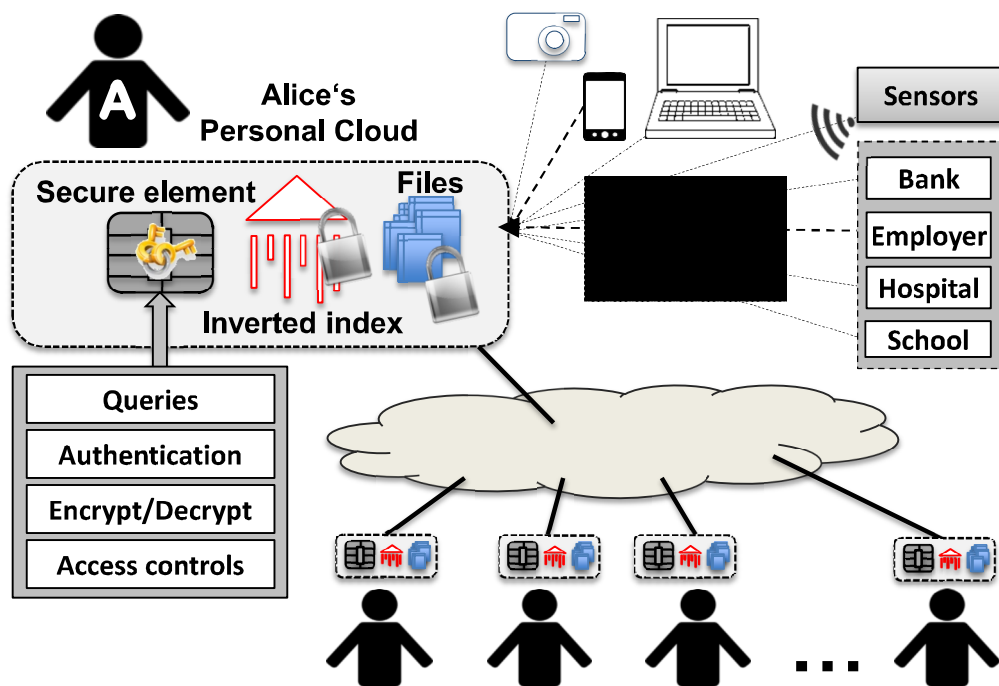 A
Alice's
Personal Cloud
Secure element
Files
Inverted index
Queries
Authentication
Encrypt/Decrypt
Access controls
Sensors
Bank
Employer
Hospital
School
...